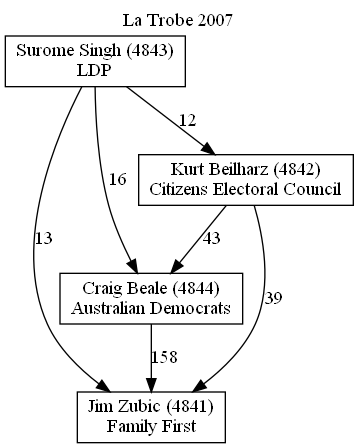 La Trobe 2007
Surome Singh (4843)
LDP
12
Kurt Beilharz (4842)
Citizens Electoral Council
16
13
43
39
Craig Beale (4844)
Australian Democrats
158
Jim Zubic (4841)
Family First